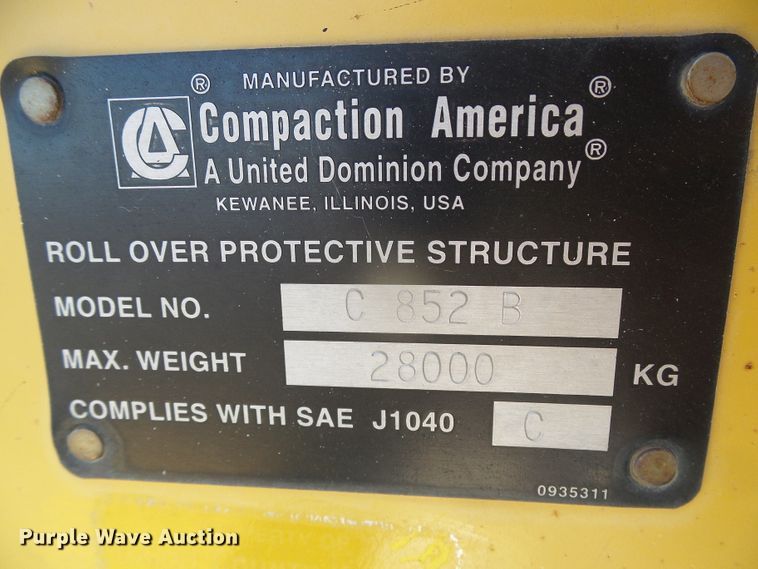 ® MANUFACTURED BY
CA Compaction America®
A United Dominion Company®
KEWANEE, ILLINOIS, USA
ROLL OVER PROTECTIVE STRUCTURE
MODEL NO. C 852 B
MAX. WEIGHT 28000 KG
COMPLIES WITH SAE J1040 C
0935311
Purple Wave Auction